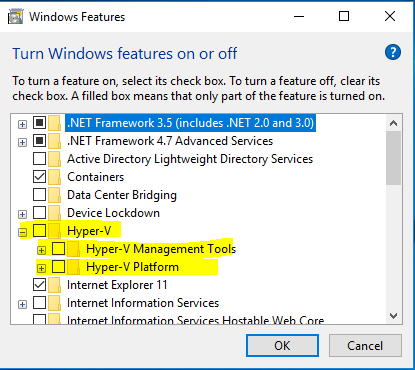 Windows Features
Turn Windows features on or off
To turn a feature on, select its check box. To turn a feature off, clear its
check box. A filled box means that only part of the feature is turned on.
.NET Framework 3.5 (includes .NET 2.0 and 3.0)
.NET Framework 4.7 Advanced Services
Active Directory Lightweight Directory Services
Containers
Data Center Bridging
Device Lockdown
Hyper-V
Hyper-V Management Tools
Hyper-V Platform
Internet Explorer 11
Internet Information Services
Internet Information Services Hostable Web Core
OK
Cancel